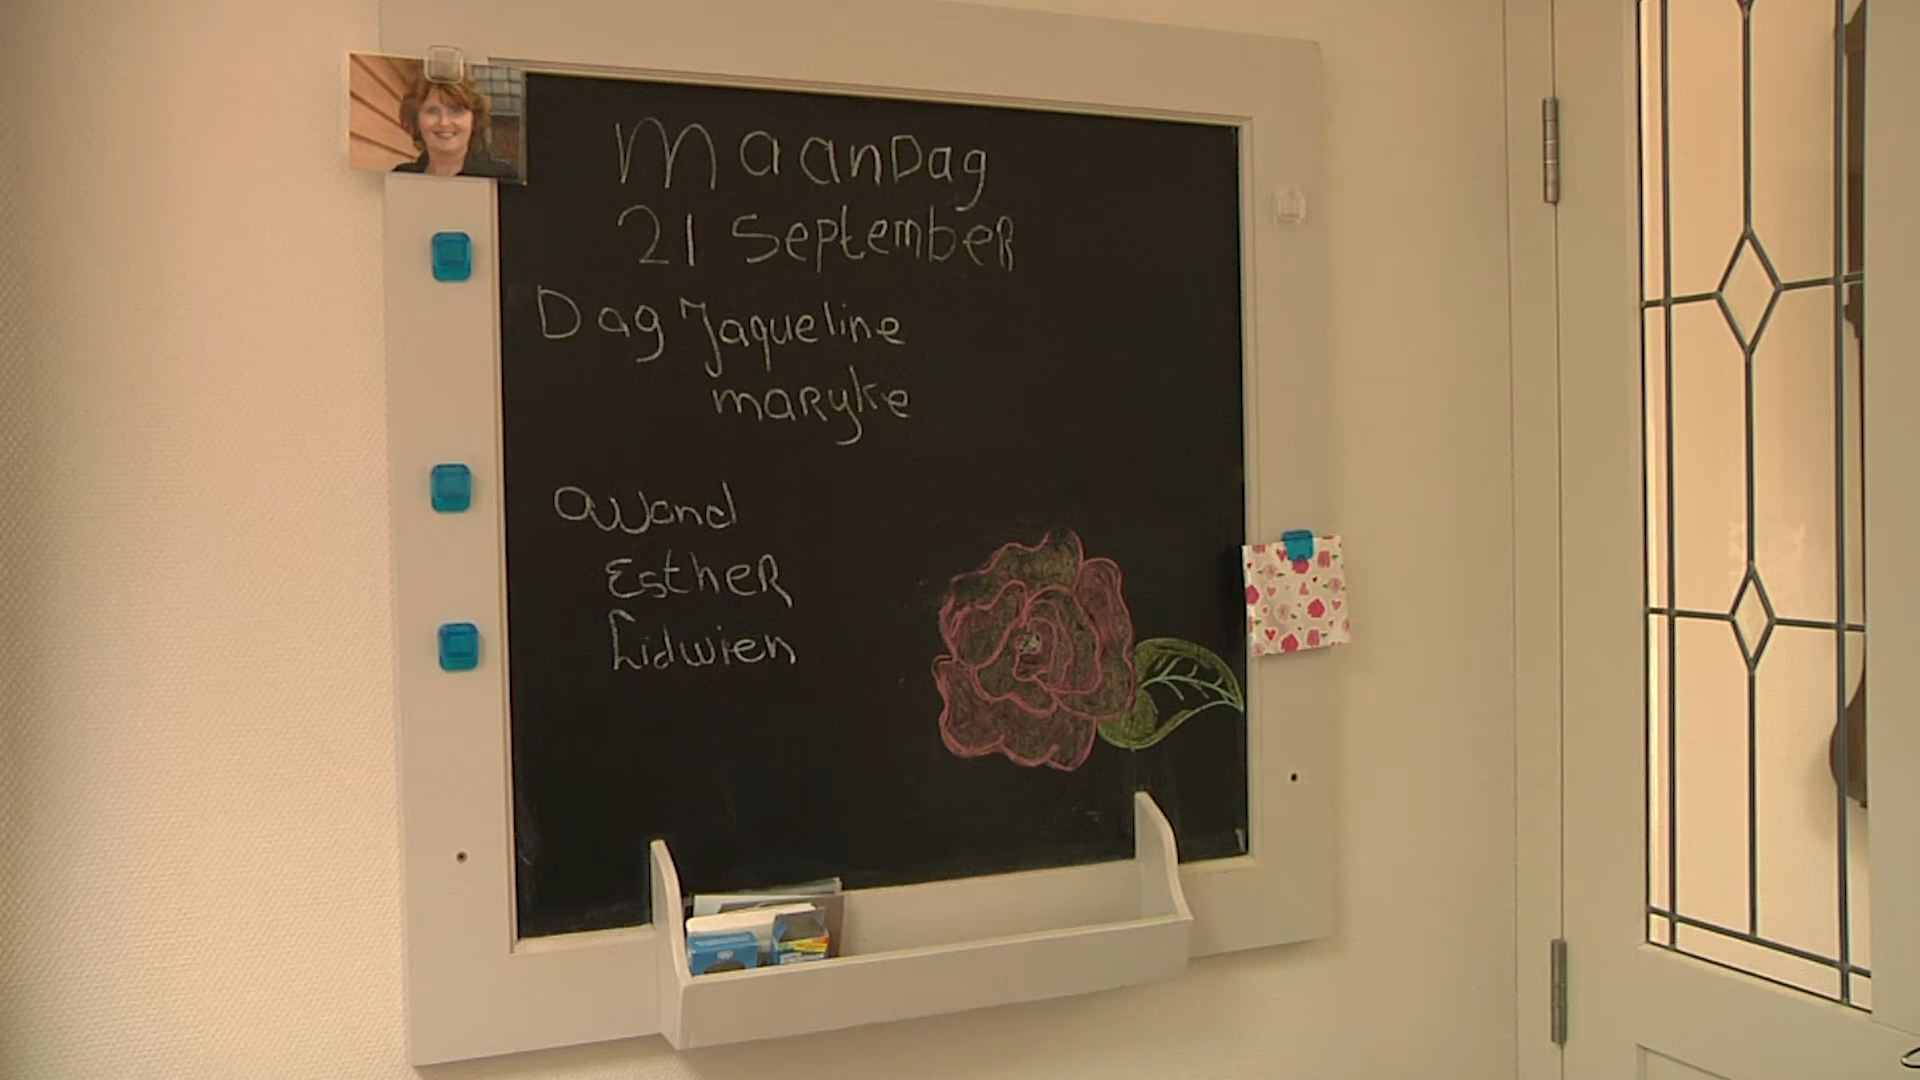 Maandag
21 September
Dag Jaqueline
maryke
avond
Esther
Lidwien